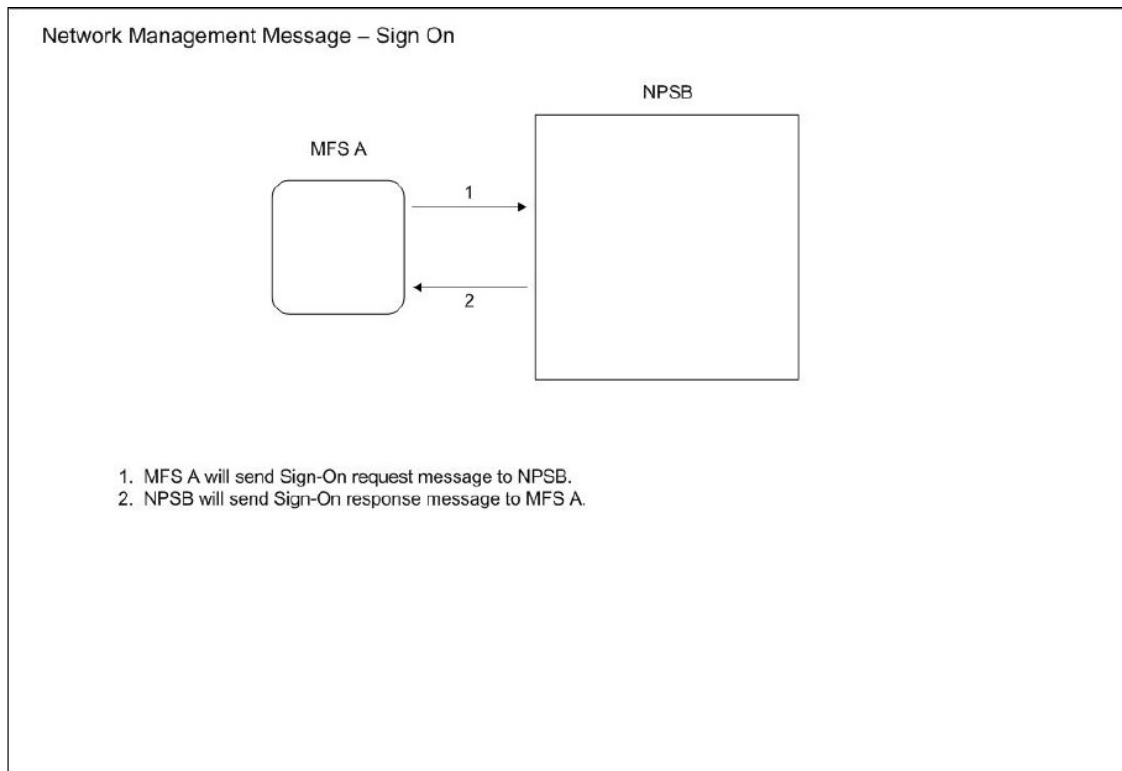 Network Management Message – Sign On
NPSB
MFS A
1
2
1. MFS A will send Sign-On request message to NPSB.
2. NPSB will send Sign-On response message to MFS A.